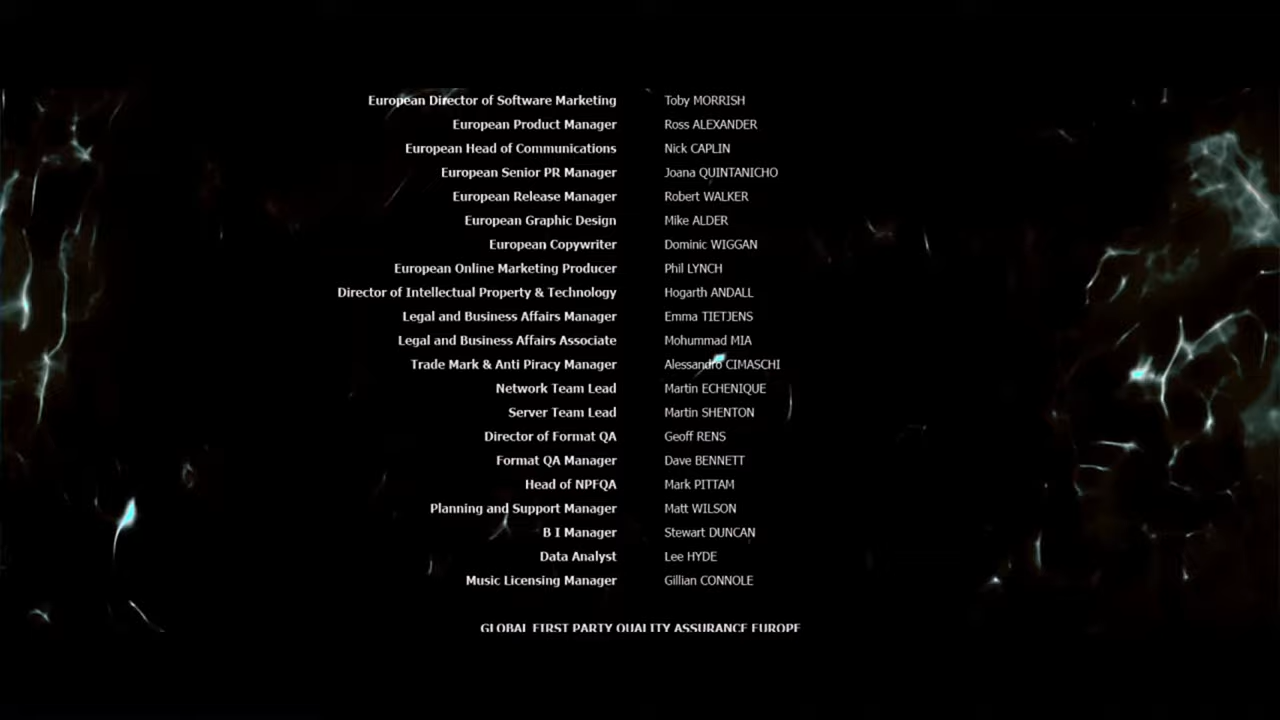 European Director of Software Marketing Toby MORRISH
European Product Manager Ross ALEXANDER
European Head of Communications Nick CAPLIN
European Senior PR Manager Joana QUINTANICHO
European Release Manager Robert WALKER
European Graphic Design Mike ALDER
European Copywriter Dominic WIGGAN
European Online Marketing Producer Phil LYNCH
Director of Intellectual Property & Technology Hogarth ANDALL
Legal and Business Affairs Manager Emma TIETJENS
Legal and Business Affairs Associate Mohummad MIA
Trade Mark & Anti Piracy Manager Alessandro CIMASCHI
Network Team Lead Martin ECHENIQUE
Server Team Lead Martin SHENTON
Director of Format QA Geoff RENS
Format QA Manager Dave BENNETT
Head of NPFQA Mark PITTAM
Planning and Support Manager Matt WILSON
B I Manager Stewart DUNCAN
Data Analyst Lee HYDE
Music Licensing Manager Gillian CONNOLE
GLOBAL FIRST PARTY QUALITY ASSURANCE EUROPE